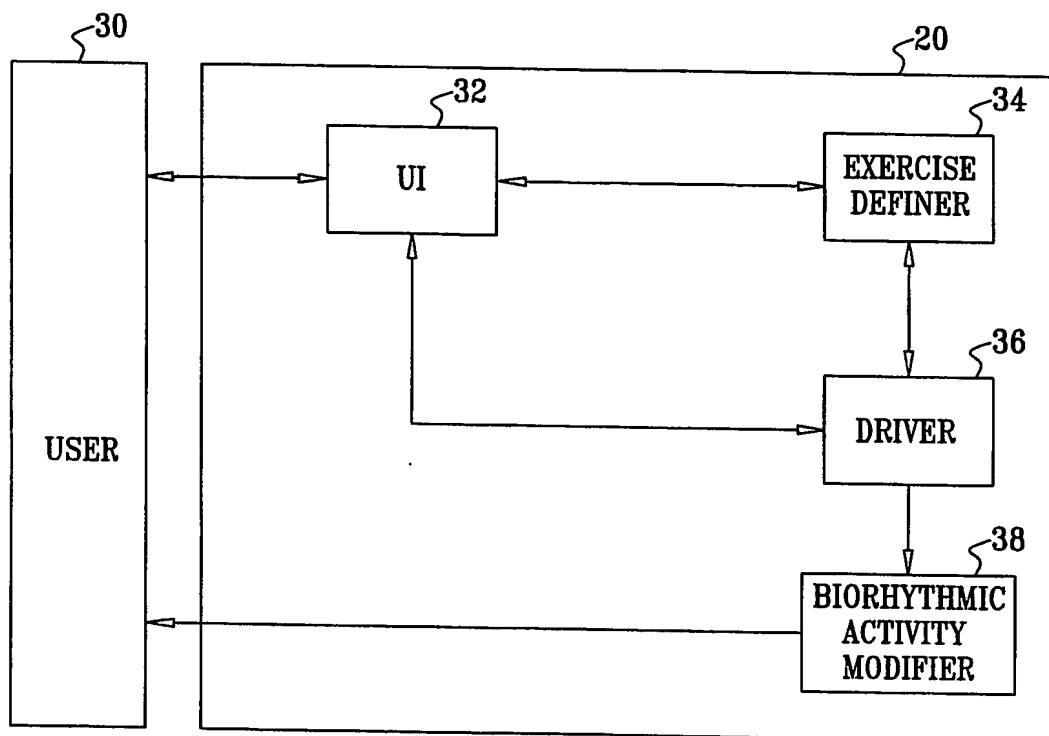 30
20
32
34
UI
EXERCISE
DEFINER
36
USER
DRIVER
38
BIORHYTHMIC
ACTIVITY
MODIFIER